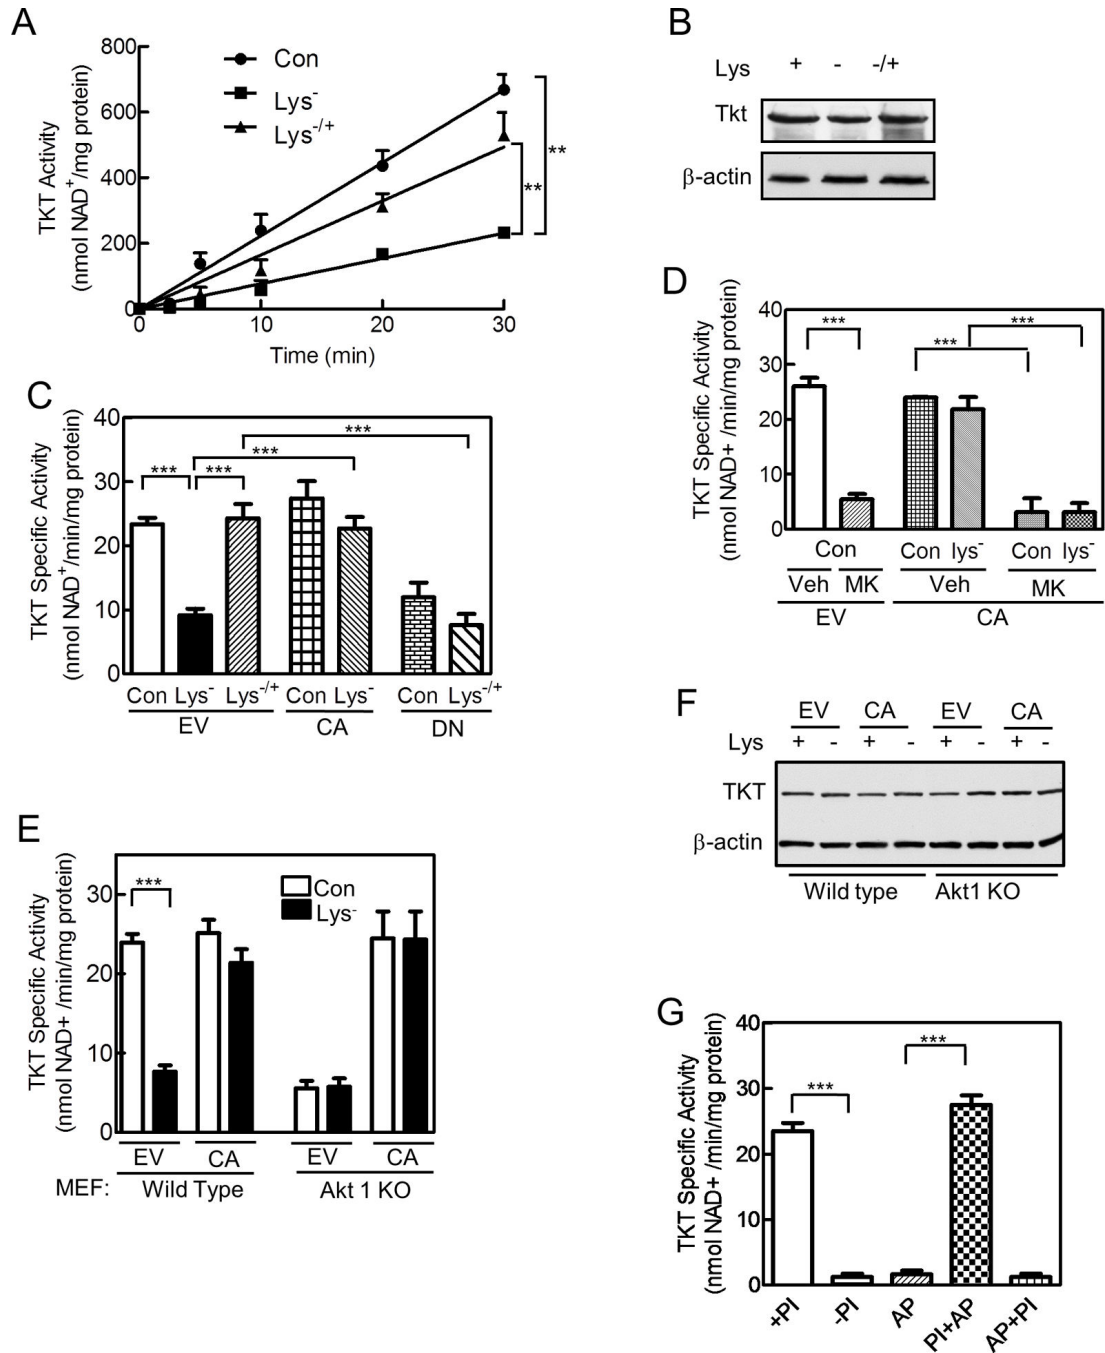 A
TKT Activity
(nmol NAD⁺/mg protein)
800
600
400
200
0
0 10 20 30
Time (min)
Con
Lys⁻
Lys⁻/⁺
**
**
B
Lys + - -/+
Tkt
β-actin
C
TKT Specific Activity
(nmol NAD⁺/min/mg protein)
40
30
20
10
0
*** *** *** ***
Con Lys⁻ Lys⁻/⁺ Con Lys⁻ Con Lys⁻/⁺
EV CA DN
D
TKT Specific Activity
(nmol NAD+ /min/mg protein)
40
30
20
10
0
*** *** ***
Con Con lys⁻ Con lys⁻
Veh MK Veh MK
EV CA
E
TKT Specific Activity
(nmol NAD+ /min/mg protein)
30
20
10
0
***
Con
Lys⁻
EV CA EV CA
MEF: Wild Type Akt 1 KO
F
EV CA EV CA
Lys + - + - + - + -
TKT
β-actin
Wild type Akt1 KO
G
TKT Specific Activity
(nmol NAD+ /min/mg protein)
40
30
20
10
0
*** ***
+PI -PI AP PI+AP AP+PI